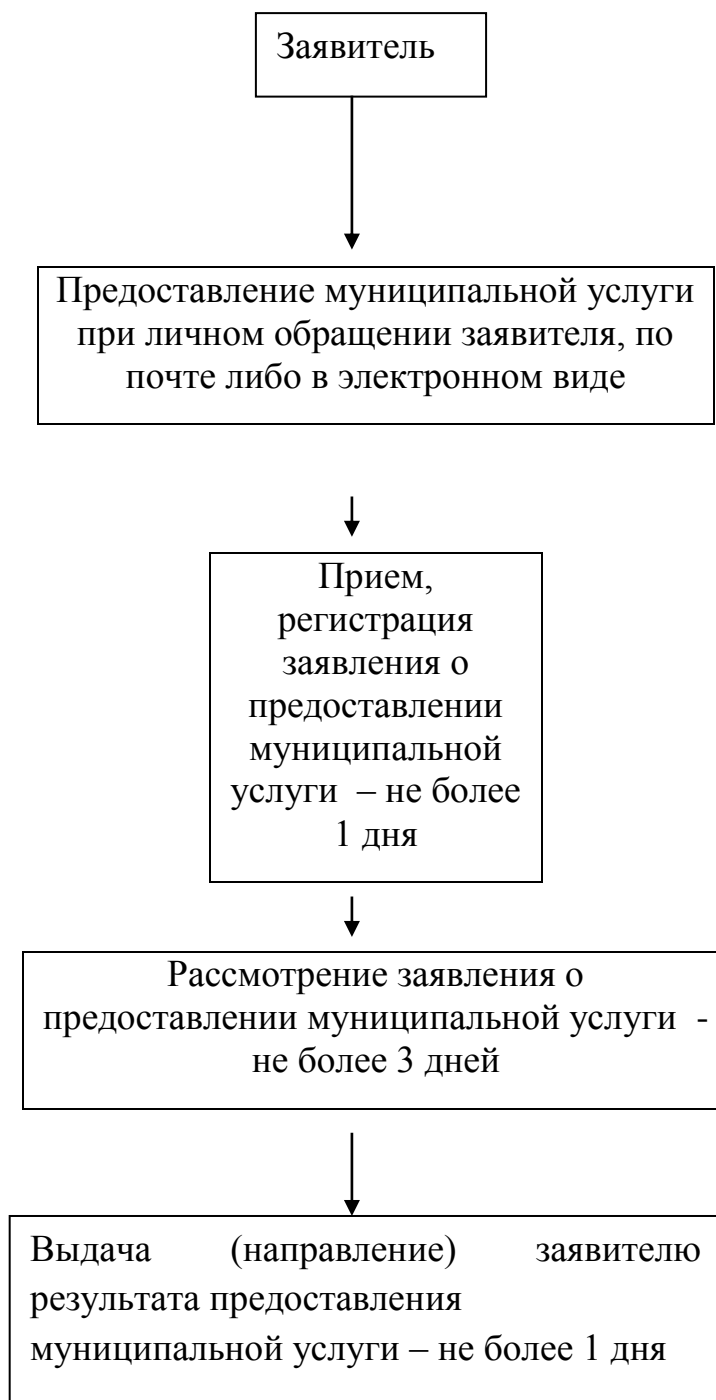 Заявитель
Предоставление муниципальной услуги
при личном обращении заявителя, по
почте либо в электронном виде
Прием,
регистрация
заявления о
предоставлении
муниципальной
услуги – не более
1 дня
Рассмотрение заявления о
предоставлении муниципальной услуги -
не более 3 дней
Выдача (направление) заявителю
результата предоставления
муниципальной услуги – не более 1 дня